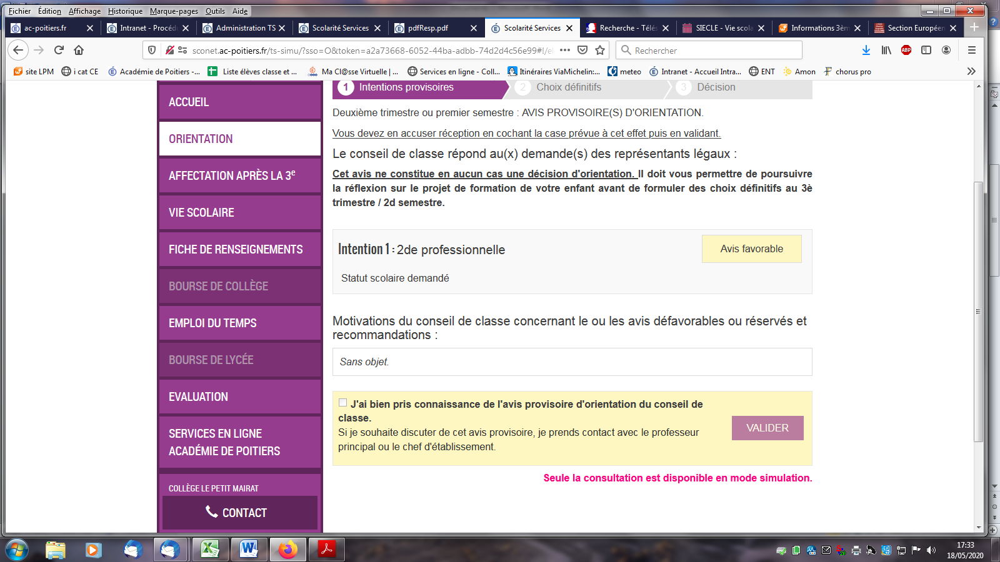 Fichier Édition Affichage Historique Marque-pages Outils Aide
ac-poitiers.fr
Intranet - Procéd
Administration TS
Scolarité Services
pdfResp.pdf
Scolarité Services
Recherche - Télés
SIECLE - Vie scola
Informations 3èm
Section Européen
sconet.ac-poitiers.fr/ts-simu/?sso=O&token=a2a73668-6052-44ba-adbb-74d2d4c56e99#!/el
Rechercher
ABP
site LPM
i cat CE
Académie de Poitiers -...
Liste élèves classe et ...
Ma Cl@sse Virtuelle | ...
Services en ligne - Coll...
Itinéraires ViaMichelin:...
meteo
Intranet - Accueil Intra...
ENT
Amon
chorus pro
ACCUEIL
ORIENTATION
AFFECTATION APRÈS LA 3e
VIE SCOLAIRE
FICHE DE RENSEIGNEMENTS
BOURSE DE COLLÈGE
EMPLOI DU TEMPS
BOURSE DE LYCÉE
EVALUATION
SERVICES EN LIGNE
ACADÉMIE DE POITIERS
COLLÈGE LE PETIT MAIRAT
CONTACT
1 Intentions provisoires
2 Choix définitifs
3 Décision
Deuxième trimestre ou premier semestre : AVIS PROVISOIRE(S) D'ORIENTATION.
Vous devez en accuser réception en cochant la case prévue à cet effet puis en validant.
Le conseil de classe répond au(x) demande(s) des représentants légaux :
Cet avis ne constitue en aucun cas une décision d'orientation. Il doit vous permettre de poursuivre
la réflexion sur le projet de formation de votre enfant avant de formuler des choix définitifs au 3è
trimestre / 2d semestre.
Intention 1 : 2de professionnelle
Avis favorable
Statut scolaire demandé
Motivations du conseil de classe concernant le ou les avis défavorables ou réservés et
recommandations :
Sans objet.
J'ai bien pris connaissance de l'avis provisoire d'orientation du conseil de
classe.
Si je souhaite discuter de cet avis provisoire, je prends contact avec le professeur
principal ou le chef d'établissement.
VALIDER
Seule la consultation est disponible en mode simulation.
17:33
18/05/2020